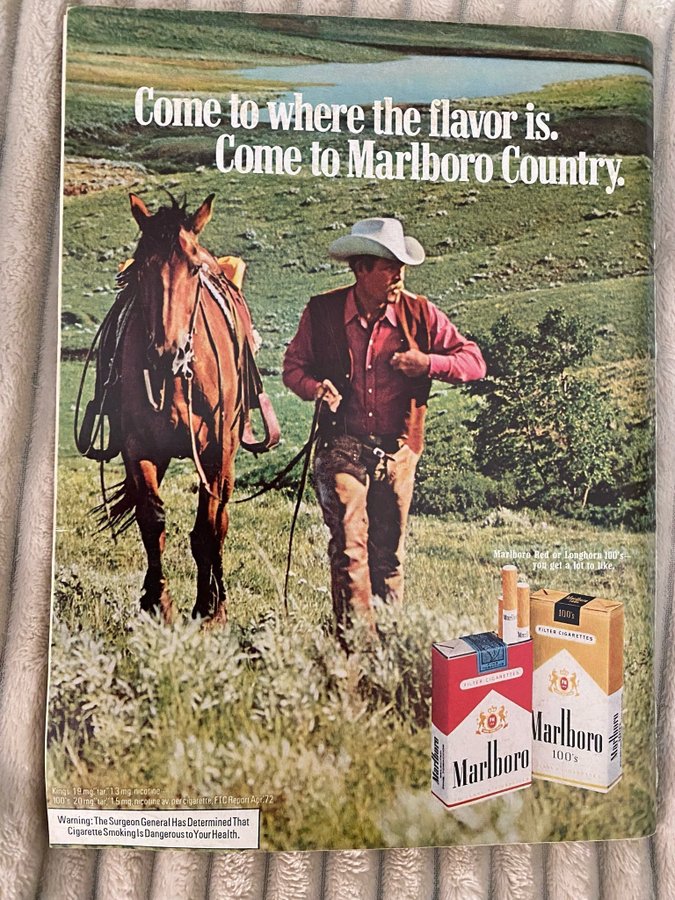 Come to where the flavor is.
Come to Marlboro Country.
Marlboro Red or Longhorn 100's—
you get a lot to like.
100's
FILTER CIGARETTES
Marlboro
100's
Marlboro
FILTER CIGARETTES
Marlboro
Marlboro
Kings: 19 mg."tar," 1.3 mg. nicotine—
100's: 20 mg."tar," 1.5 mg. nicotine av. per cigarette, FTC Report Apr.'72
Warning: The Surgeon General Has Determined That
Cigarette Smoking Is Dangerous to Your Health.